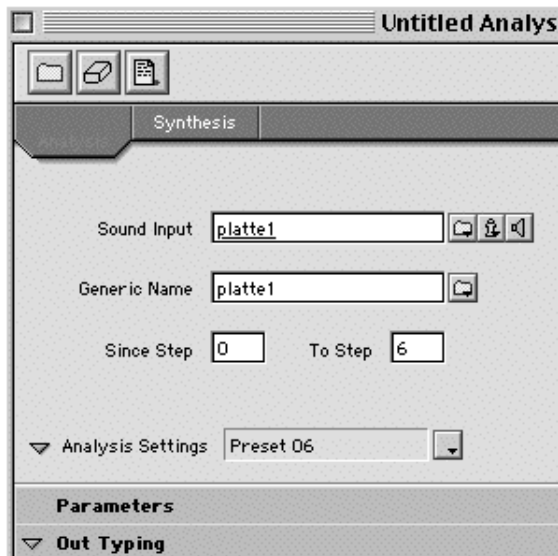 Untitled Analys
Analysis
Synthesis
Sound Input platte1
Generic Name platte1
Since Step 0 To Step 6
Analysis Settings Preset 06
Parameters
Out Typing